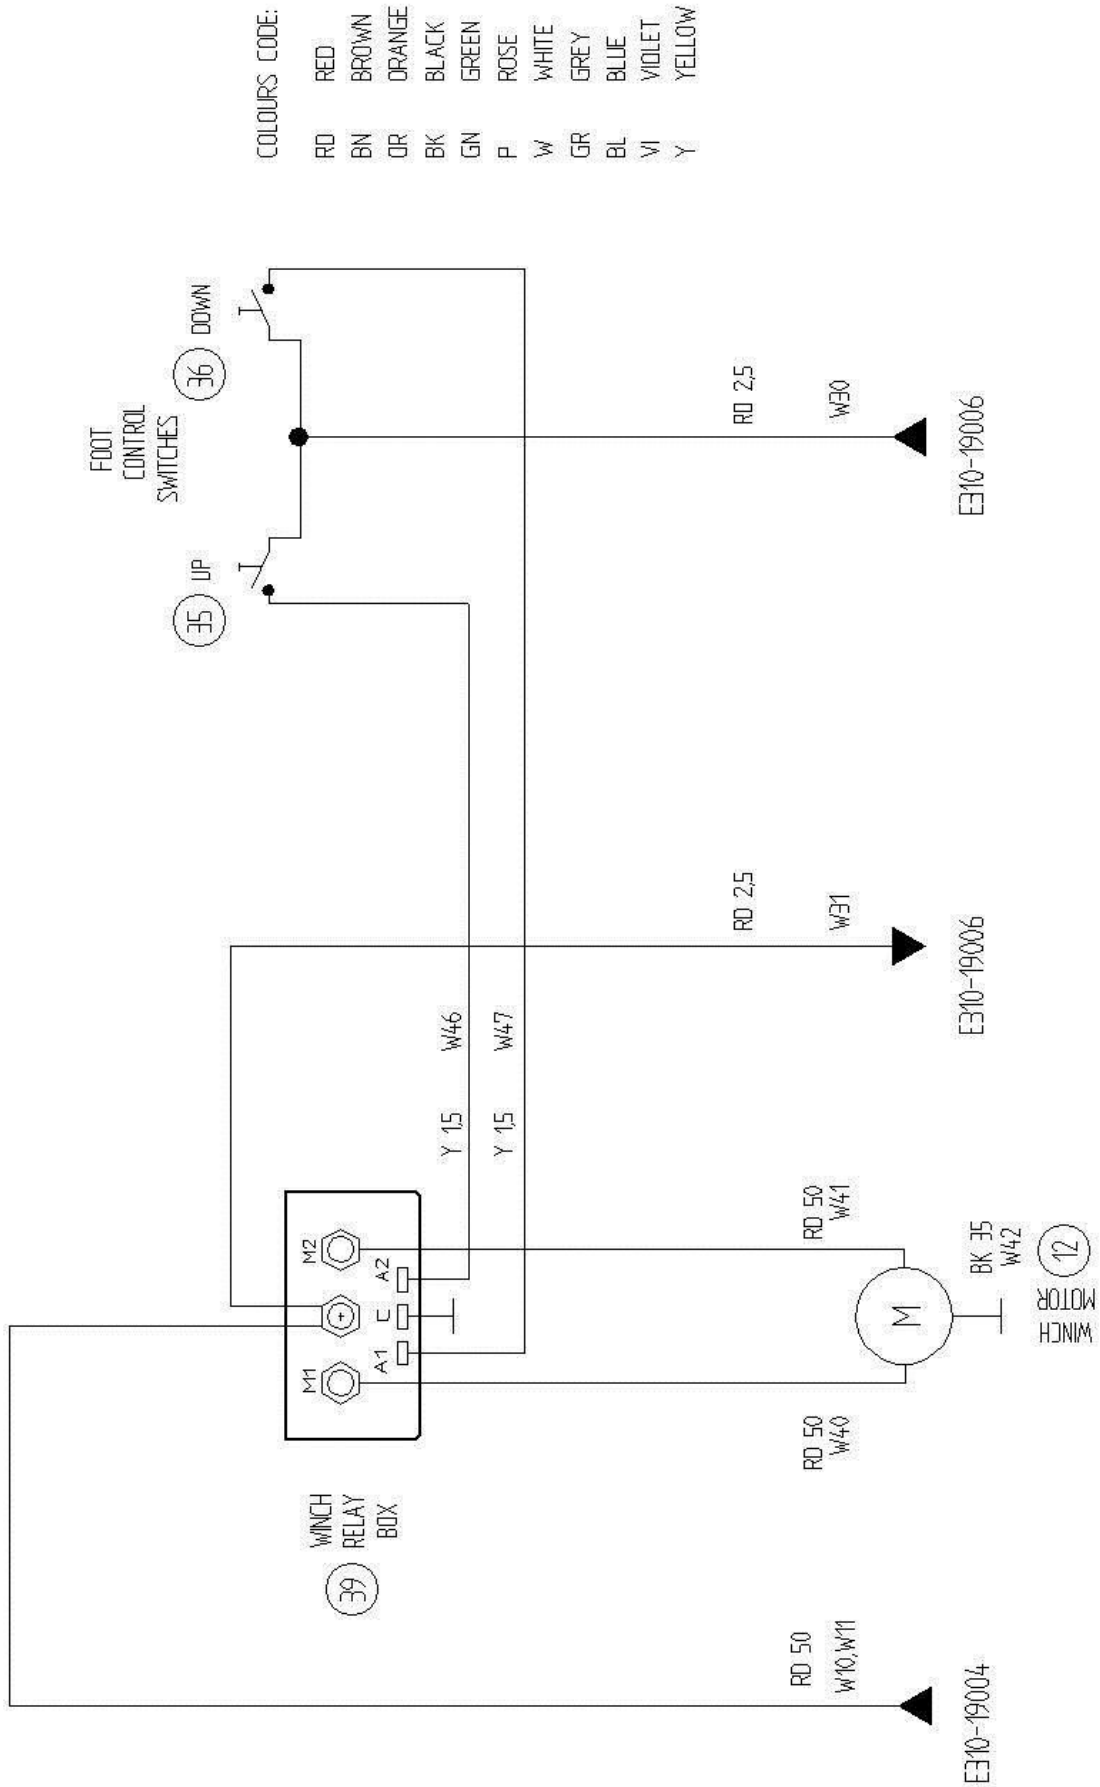 FOOT
CONTROL
SWITCHES
35
UP
36
DOWN
COLOURS CODE:
RD RED
BN BROWN
OR ORANGE
BK BLACK
GN GREEN
P ROSE
W WHITE
GR GREY
BL BLUE
VI VIOLET
Y YELLOW
39
WINCH
RELAY
BOX
M1
+
M2
A1
C
A2
Y 1,5 W46
Y 1,5 W47
RD 50
W10,W11
E310-19004
RD 50
W40
RD 50
W41
M
BK 35
W42
WINCH
MOTOR
12
RD 2,5
W31
E310-19006
RD 2,5
W30
E310-19006